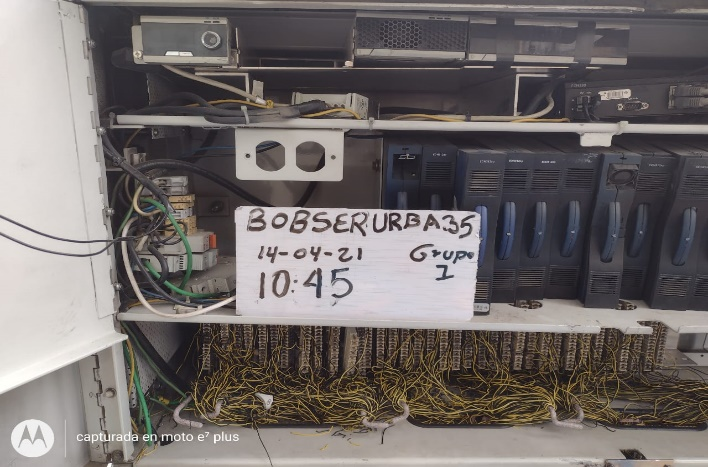 BOBSERURBA35
14-04-21 Grupo
10:45 1
capturada en moto e⁷ plus